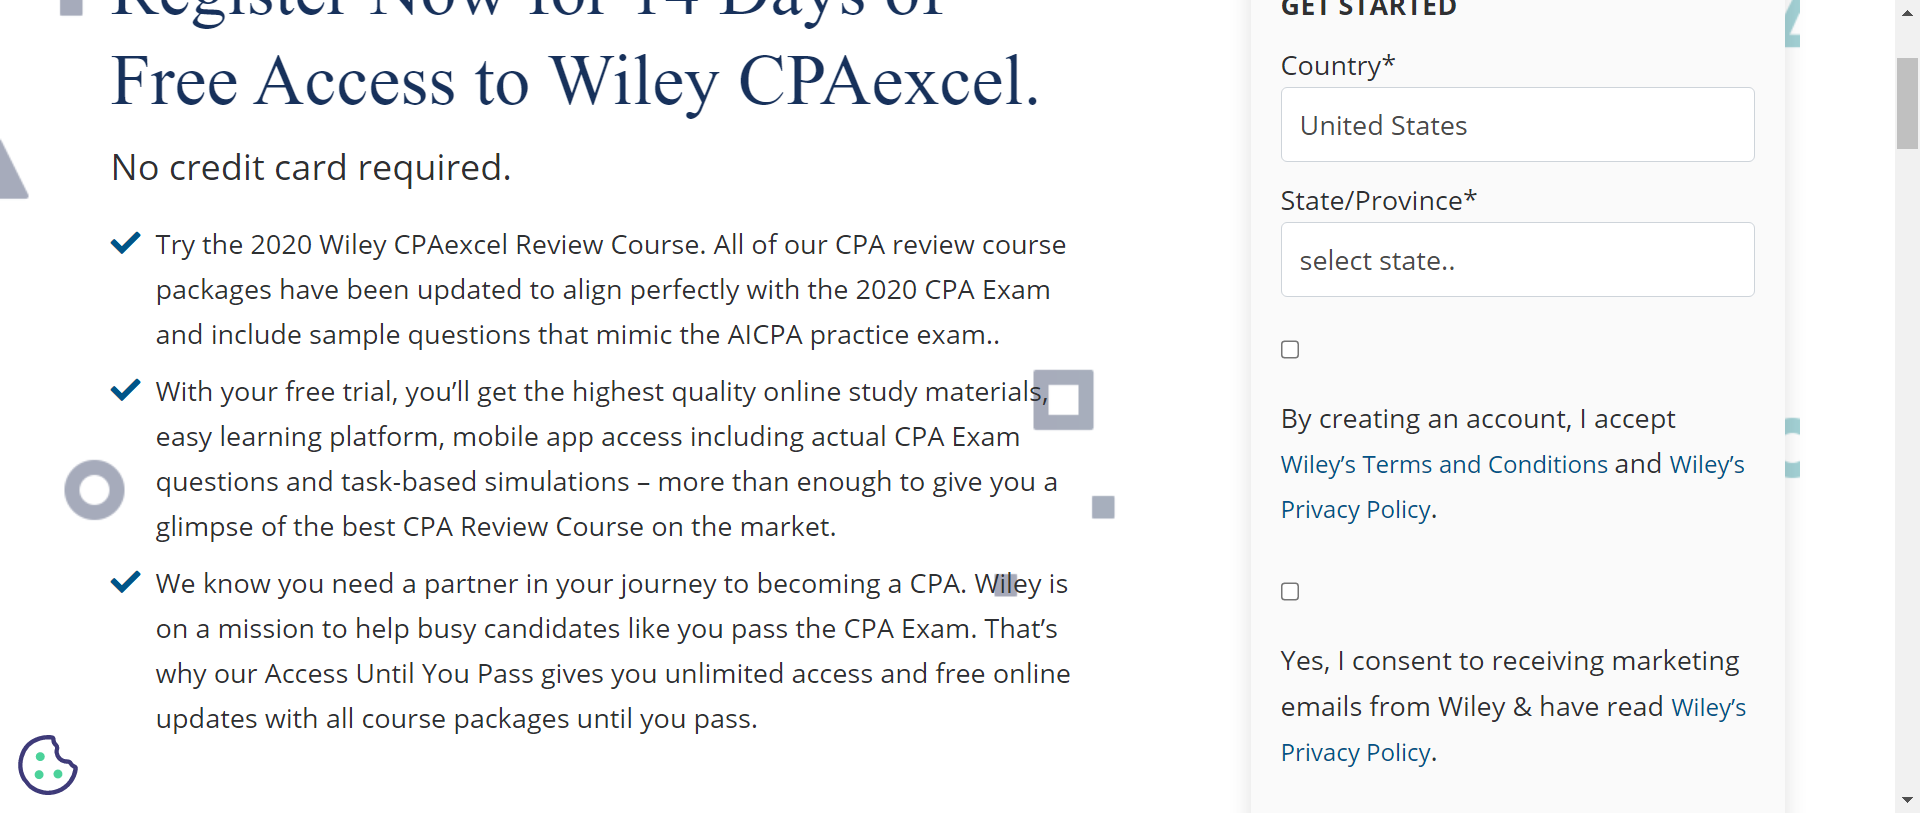 Register Now for 14 Days of
Free Access to Wiley CPAexcel.
No credit card required.
Try the 2020 Wiley CPAexcel Review Course. All of our CPA review course
packages have been updated to align perfectly with the 2020 CPA Exam
and include sample questions that mimic the AICPA practice exam..
With your free trial, you’ll get the highest quality online study materials,
easy learning platform, mobile app access including actual CPA Exam
questions and task-based simulations – more than enough to give you a
glimpse of the best CPA Review Course on the market.
We know you need a partner in your journey to becoming a CPA. Wiley is
on a mission to help busy candidates like you pass the CPA Exam. That’s
why our Access Until You Pass gives you unlimited access and free online
updates with all course packages until you pass.
GET STARTED
Country*
United States
State/Province*
select state..
By creating an account, I accept
Wiley’s Terms and Conditions and Wiley’s
Privacy Policy.
Yes, I consent to receiving marketing
emails from Wiley & have read Wiley’s
Privacy Policy.